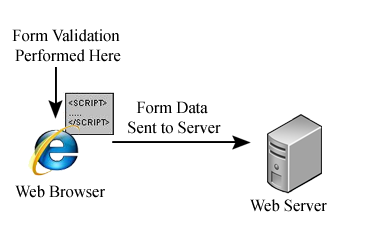 Form Validation
Performed Here
<SCRIPT>
.....
</SCRIPT>
Form Data
Sent to Server
Web Browser
Web Server